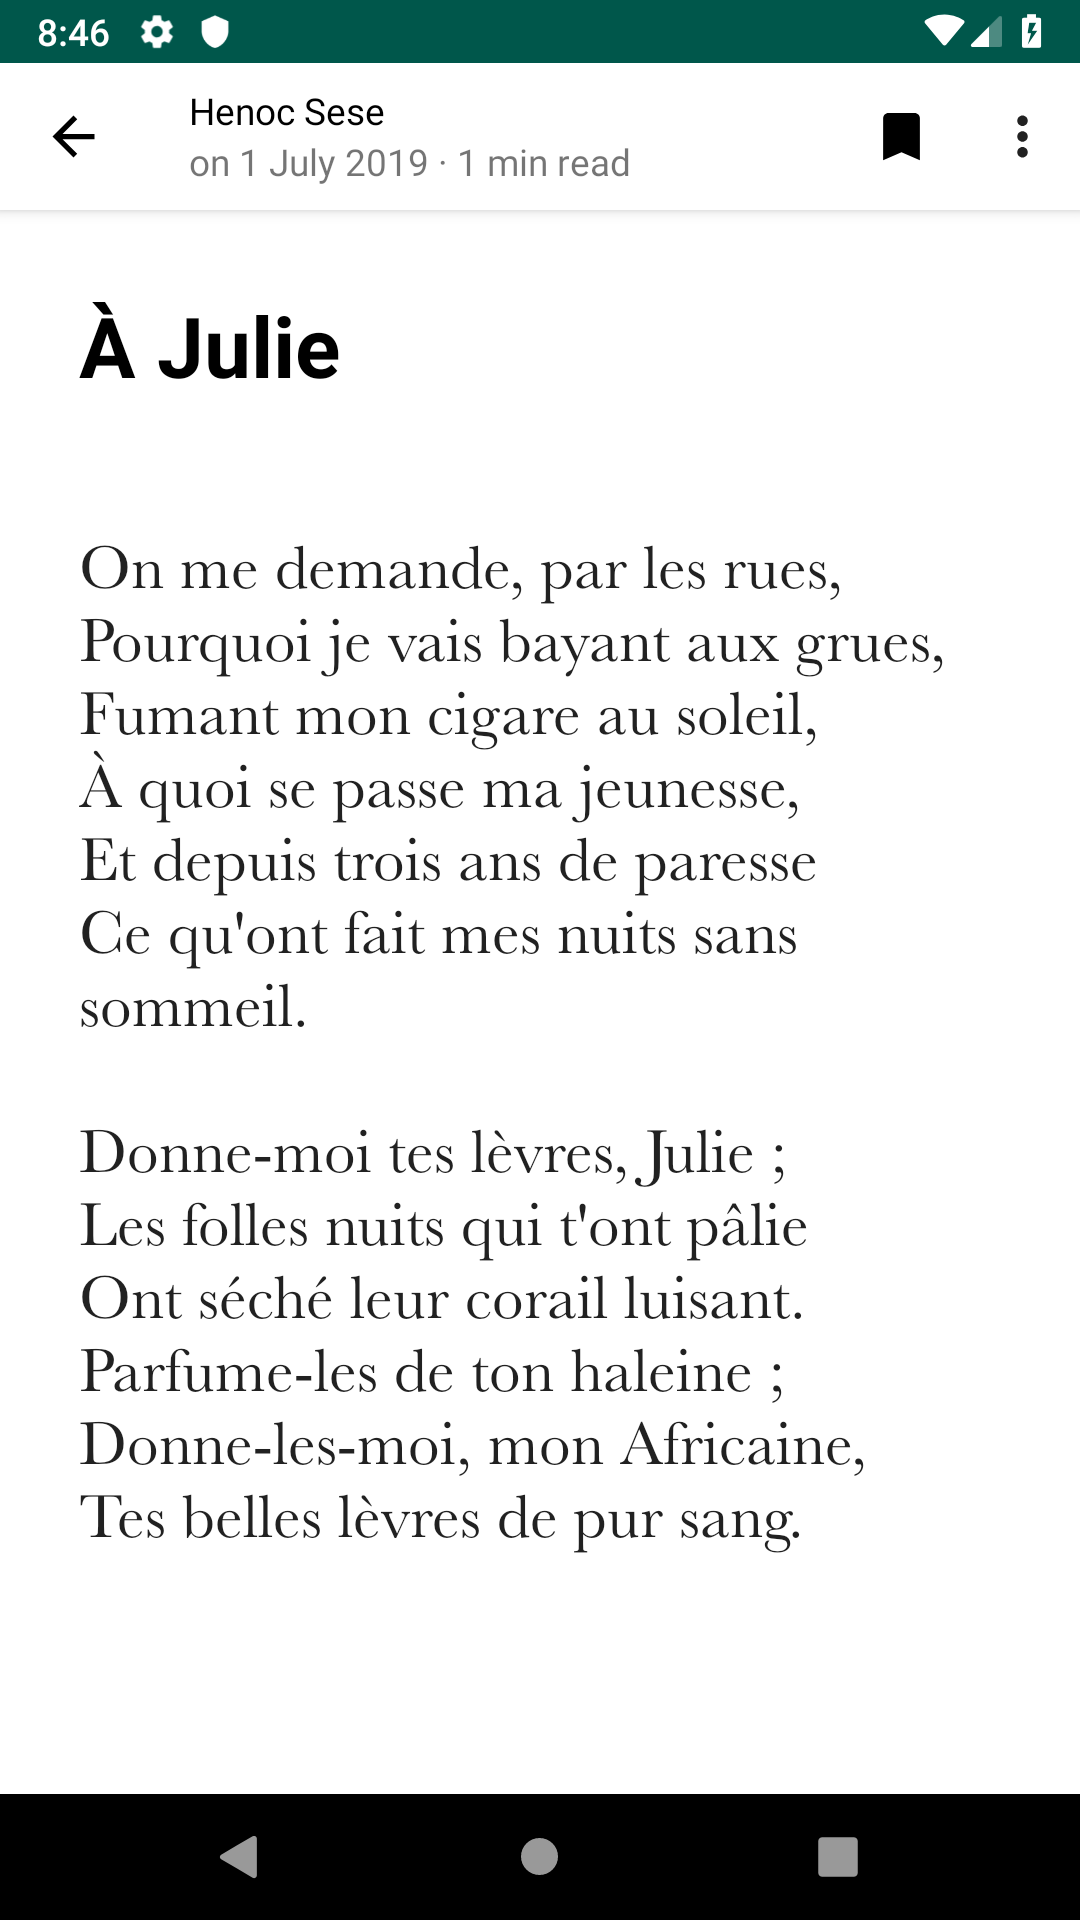 8:46
Henoc Sese
on 1 July 2019 · 1 min read
À Julie
On me demande, par les rues,
Pourquoi je vais bayant aux grues,
Fumant mon cigare au soleil,
À quoi se passe ma jeunesse,
Et depuis trois ans de paresse
Ce qu'ont fait mes nuits sans
sommeil.
Donne-moi tes lèvres, Julie ;
Les folles nuits qui t'ont pâlie
Ont séché leur corail luisant.
Parfume-les de ton haleine ;
Donne-les-moi, mon Africaine,
Tes belles lèvres de pur sang.